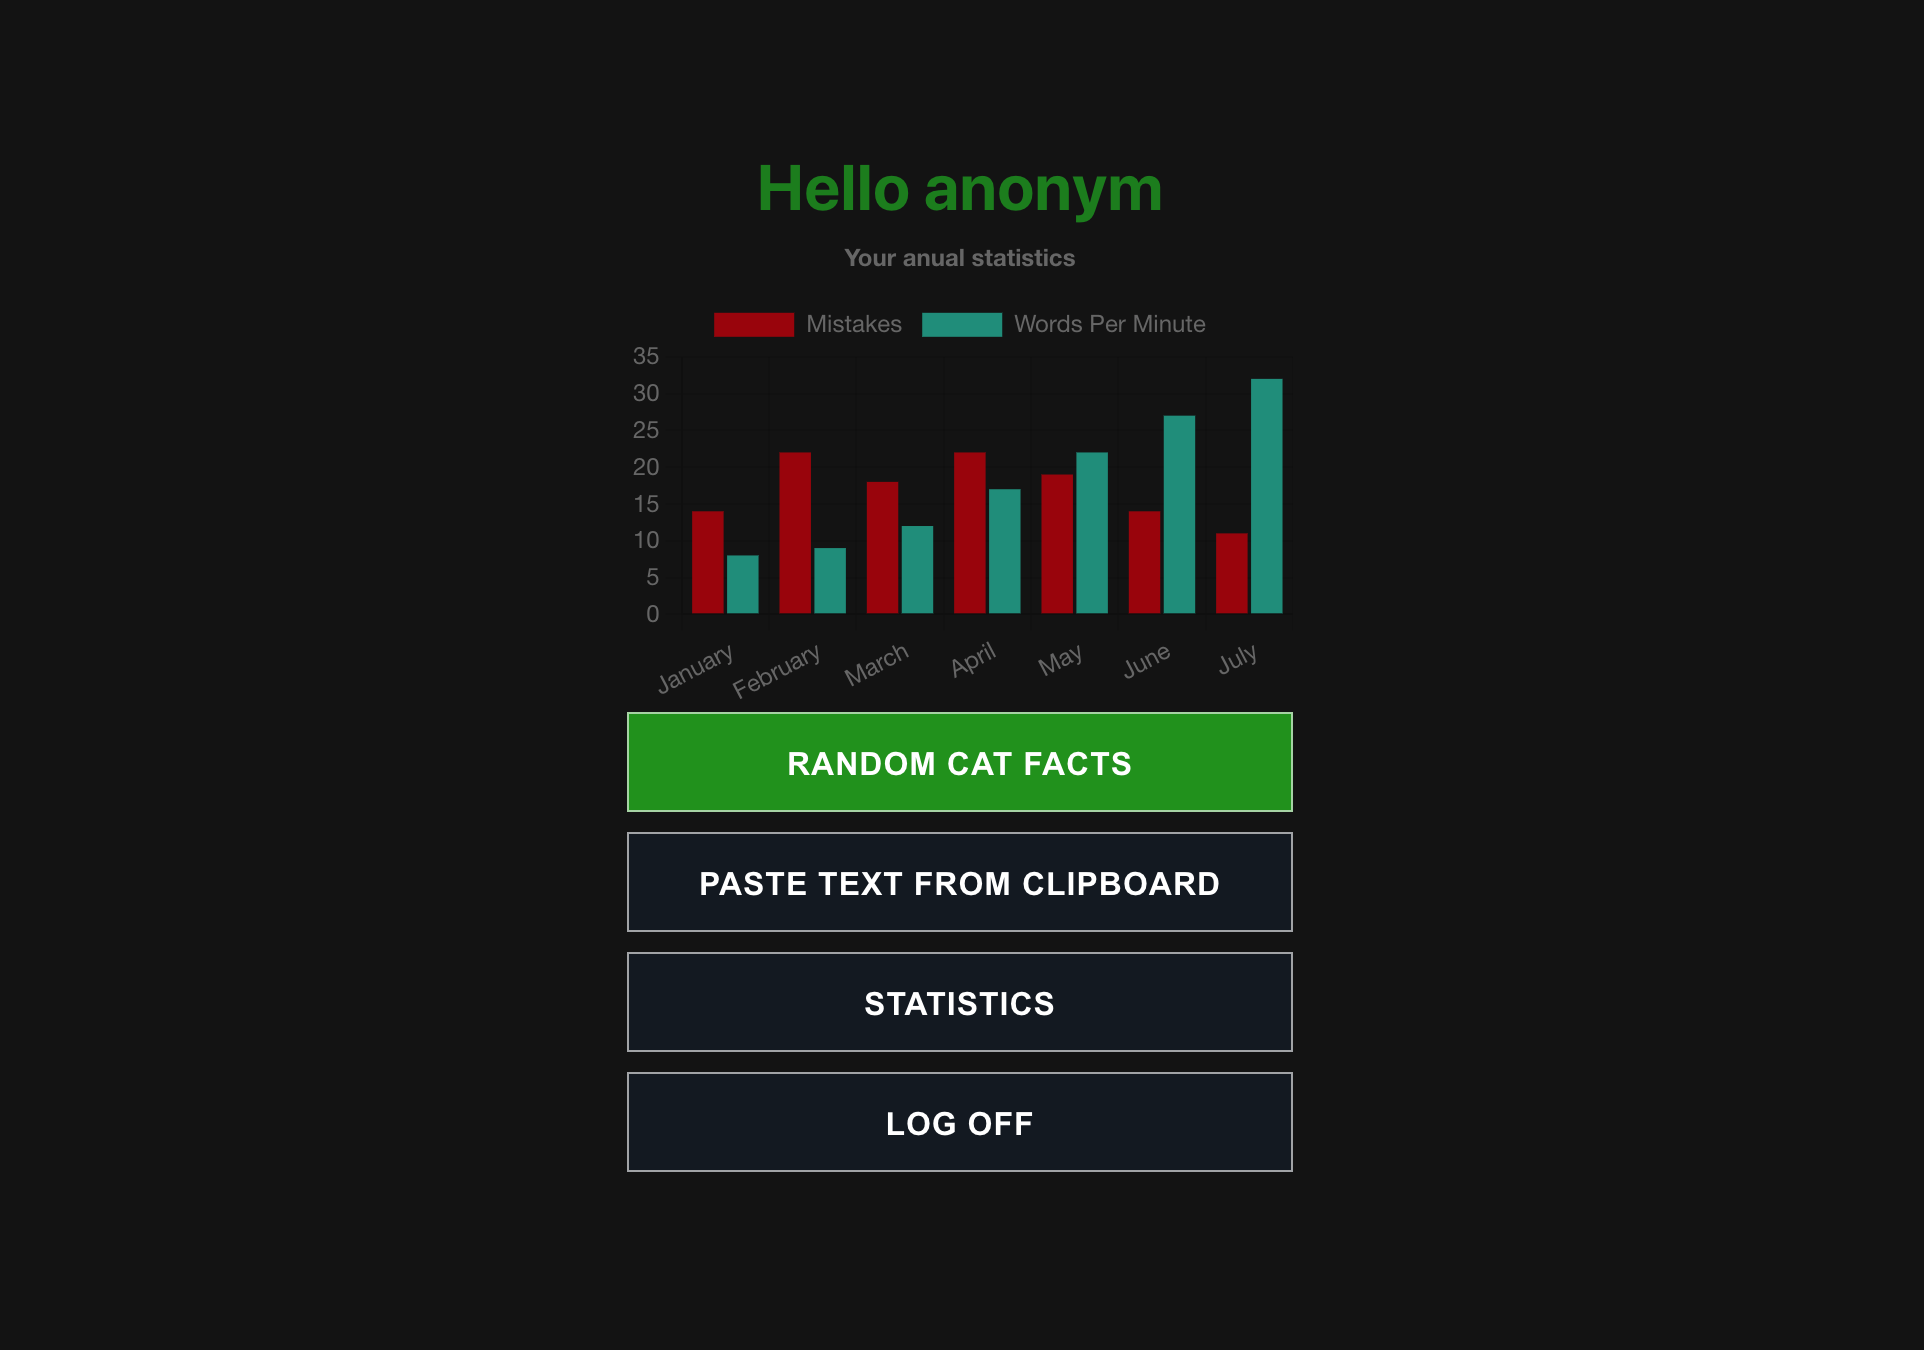 Hello anonym
Your anual statistics
Mistakes Words Per Minute
35
30
25
20
15
10
5
0
January February March April May June July
RANDOM CAT FACTS
PASTE TEXT FROM CLIPBOARD
STATISTICS
LOG OFF